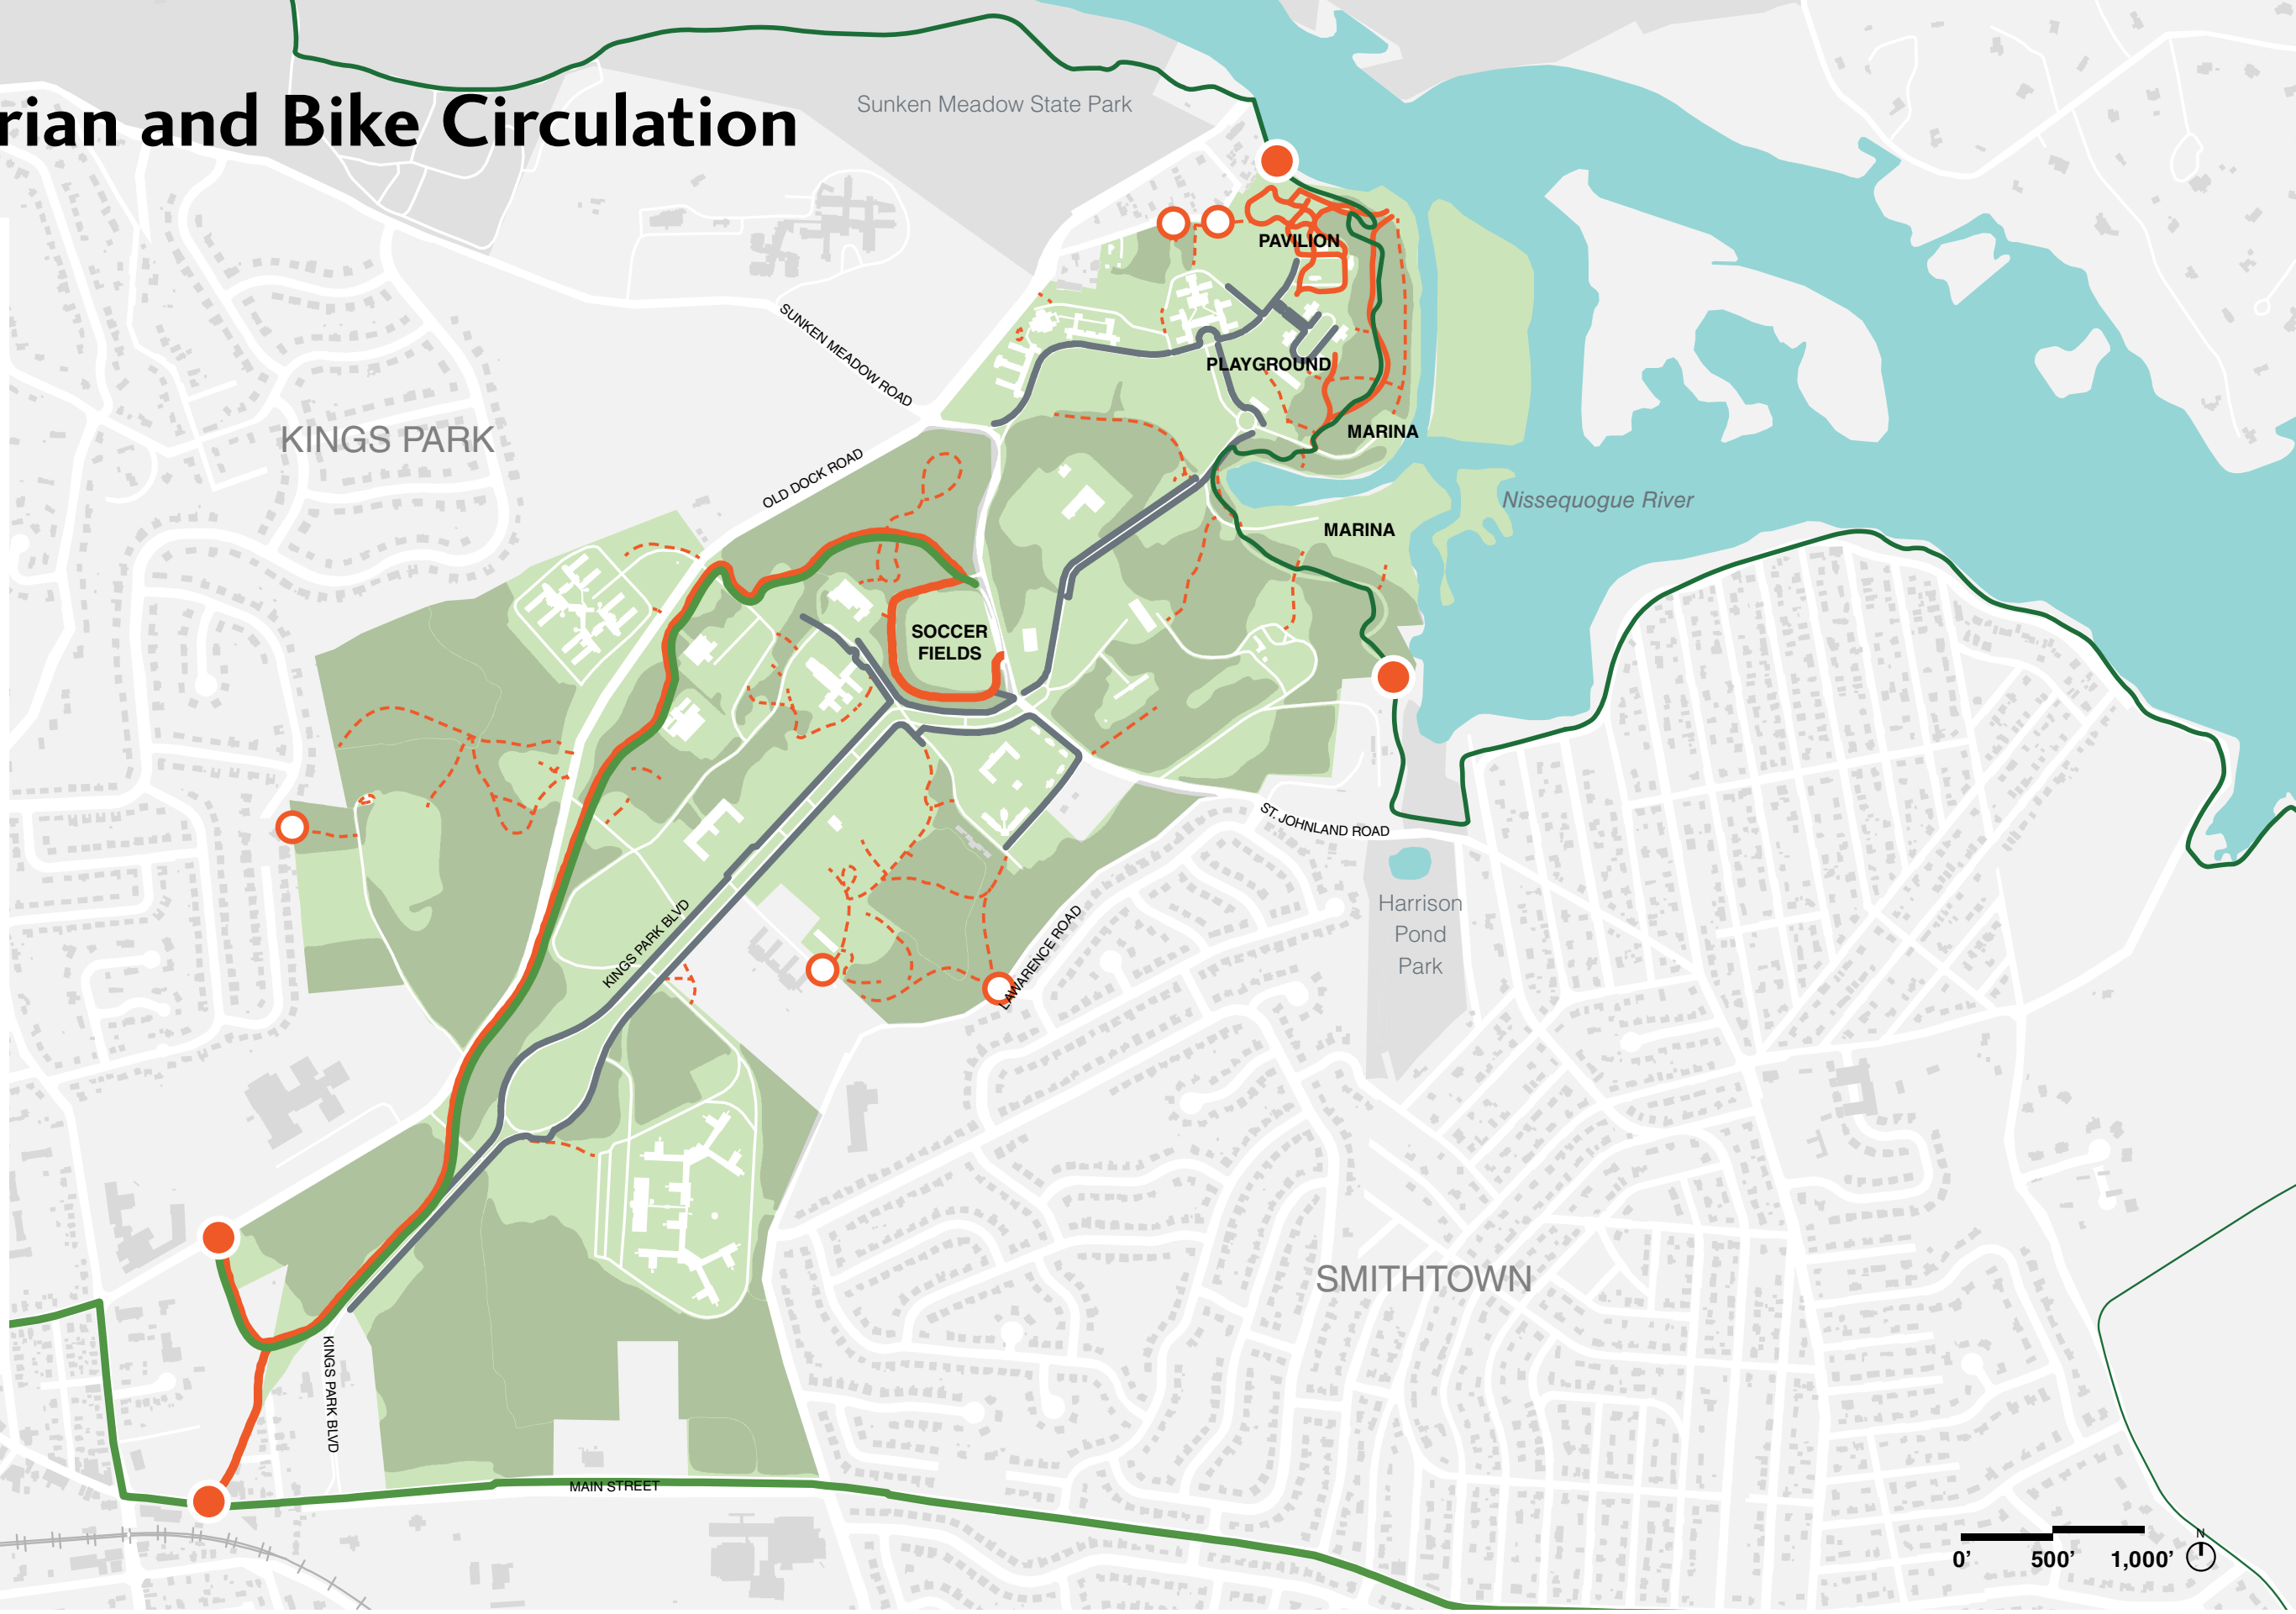 rian and Bike Circulation
Sunken Meadow State Park
PAVILION
SUNKEN MEADOW ROAD
PLAYGROUND
KINGS PARK
MARINA
OLD DOCK ROAD
Nissequogue River
MARINA
SOCCER
FIELDS
ST. JOHNLAND ROAD
Harrison
Pond
Park
KINGS PARK BLVD
LAWARENCE ROAD
SMITHTOWN
KINGS PARK BLVD
MAIN STREET
N
0’ 500’ 1,000’